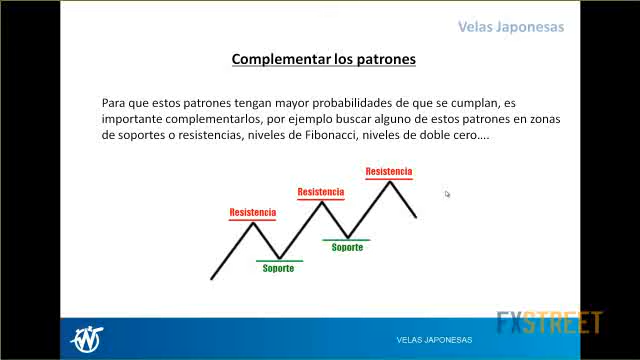 Velas Japonesas
Complementar los patrones
Para que estos patrones tengan mayor probabilidades de que se cumplan, es
importante complementarlos, por ejemplo buscar alguno de estos patrones en zonas
de soportes o resistencias, niveles de Fibonacci, niveles de doble cero....
Resistencia
Resistencia
Resistencia
Soporte
Soporte
FXSTREET
VELAS JAPONESAS